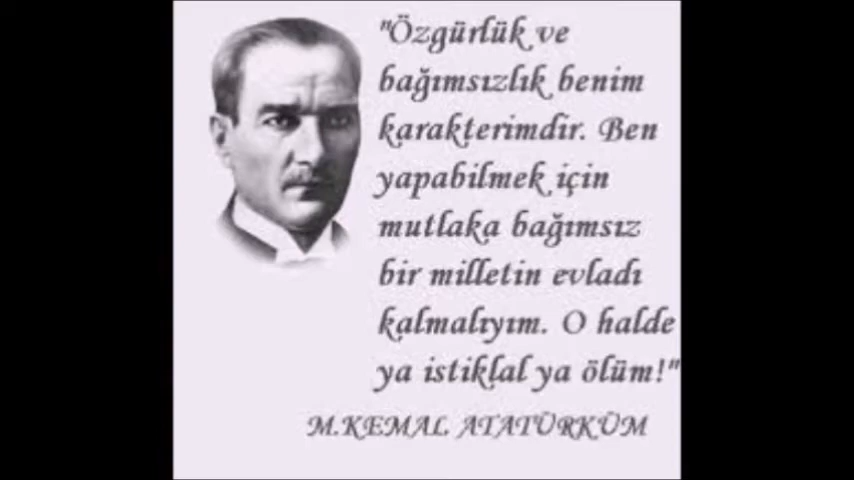 "Özgürlük ve
bağımsızlık benim
karakterimdir. Ben
yapabilmek için
mutlaka bağımsız
bir milletin evladı
kalmalıyım. O halde
ya istiklal ya ölüm!"
M.KEMAL ATATÜRKÜM